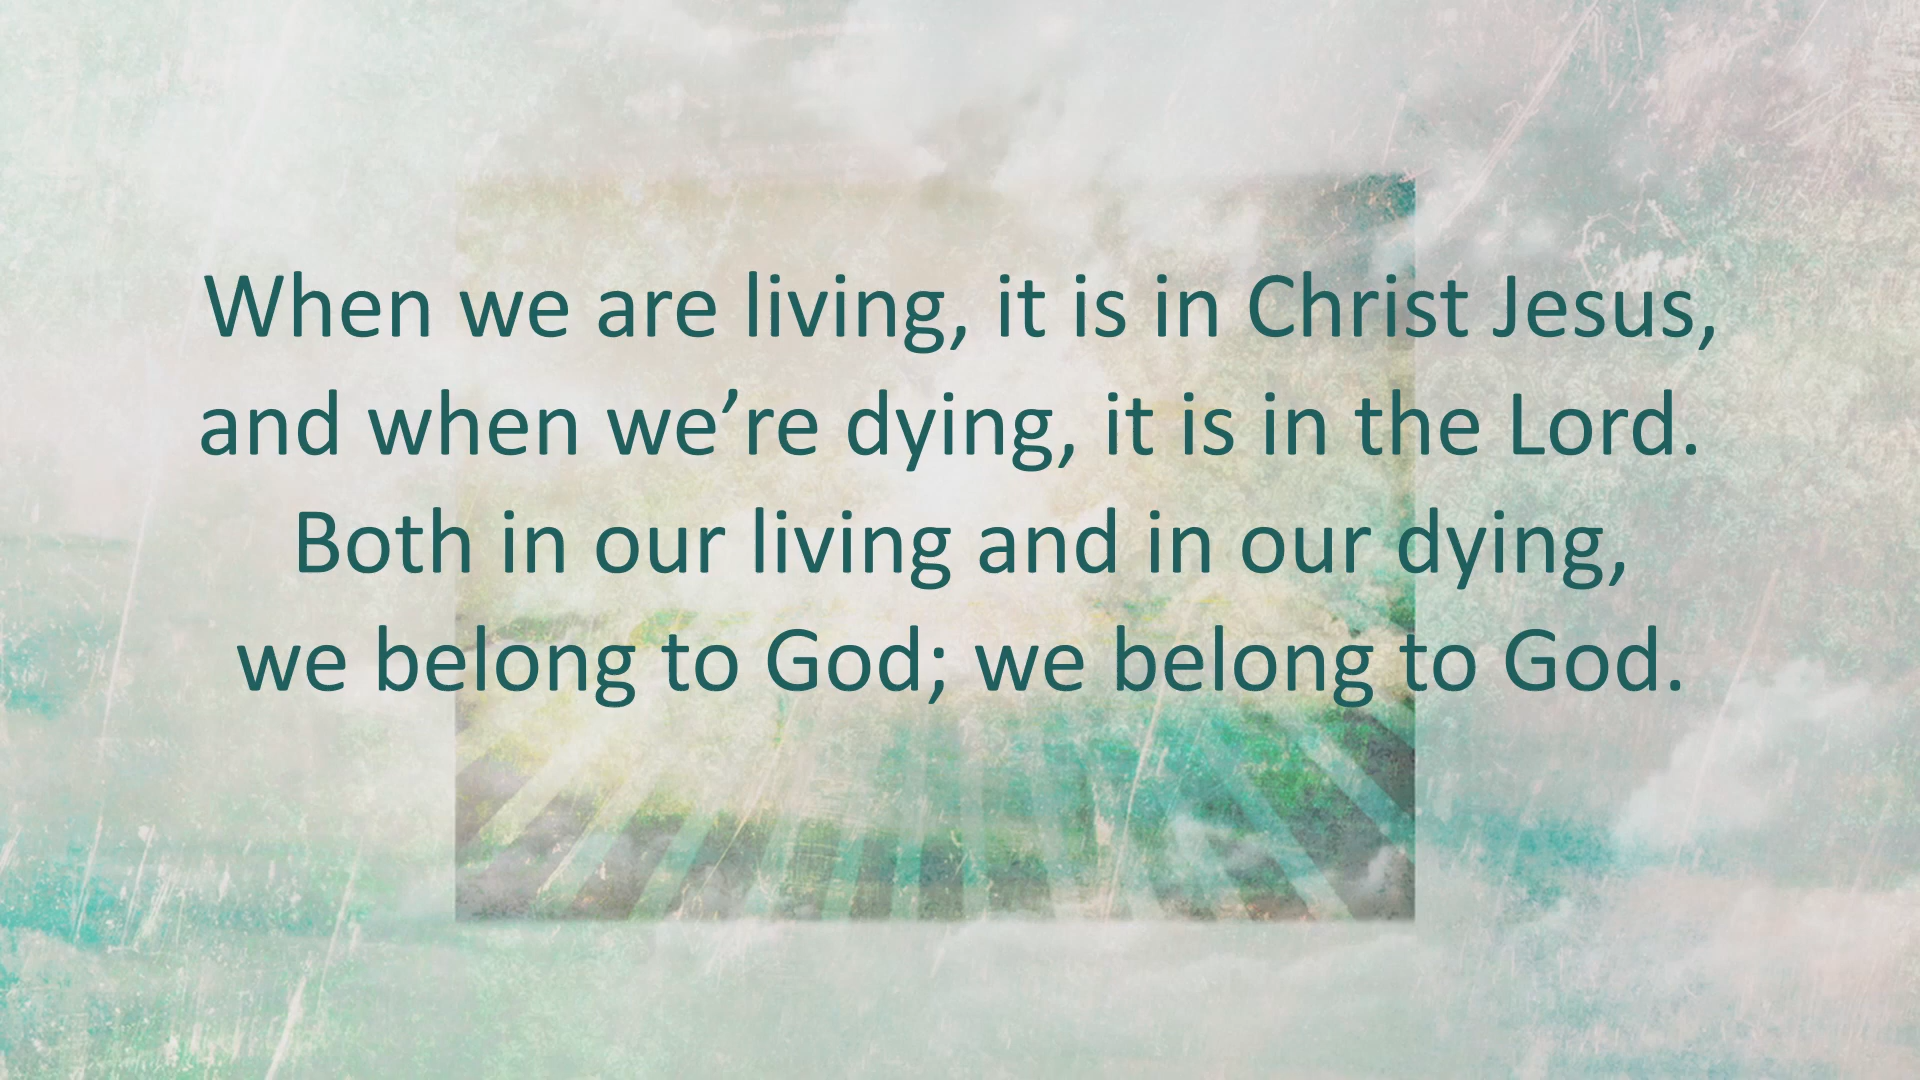 When we are living, it is in Christ Jesus,
and when we’re dying, it is in the Lord.
Both in our living and in our dying,
we belong to God; we belong to God.